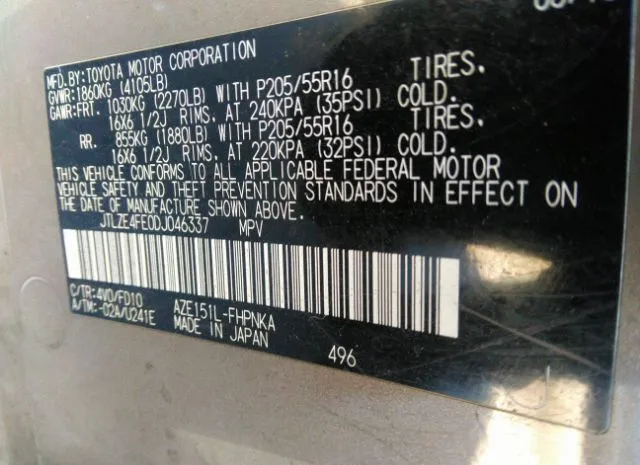 MFD.BY:TOYOTA MOTOR CORPORATION
GVWR:1860KG (4105LB)
GAWR:FRT. 1030KG (2270LB) WITH P205/55R16 TIRES.
16X6 1/2J RIMS. AT 240KPA (35PSI) COLD.
RR. 855KG (1880LB) WITH P205/55R16 TIRES.
16X6 1/2J RIMS. AT 220KPA (32PSI) COLD.
THIS VEHICLE CONFORMS TO ALL APPLICABLE FEDERAL MOTOR
VEHICLE SAFETY AND THEFT PREVENTION STANDARDS IN EFFECT ON
THE DATE OF MANUFACTURE SHOWN ABOVE.
JTLZE4FE0DJ046337 MPV
C/TR:4V0/FD10
A/TM:-02A/U241E
AZE151L-FHPNKA
MADE IN JAPAN
496